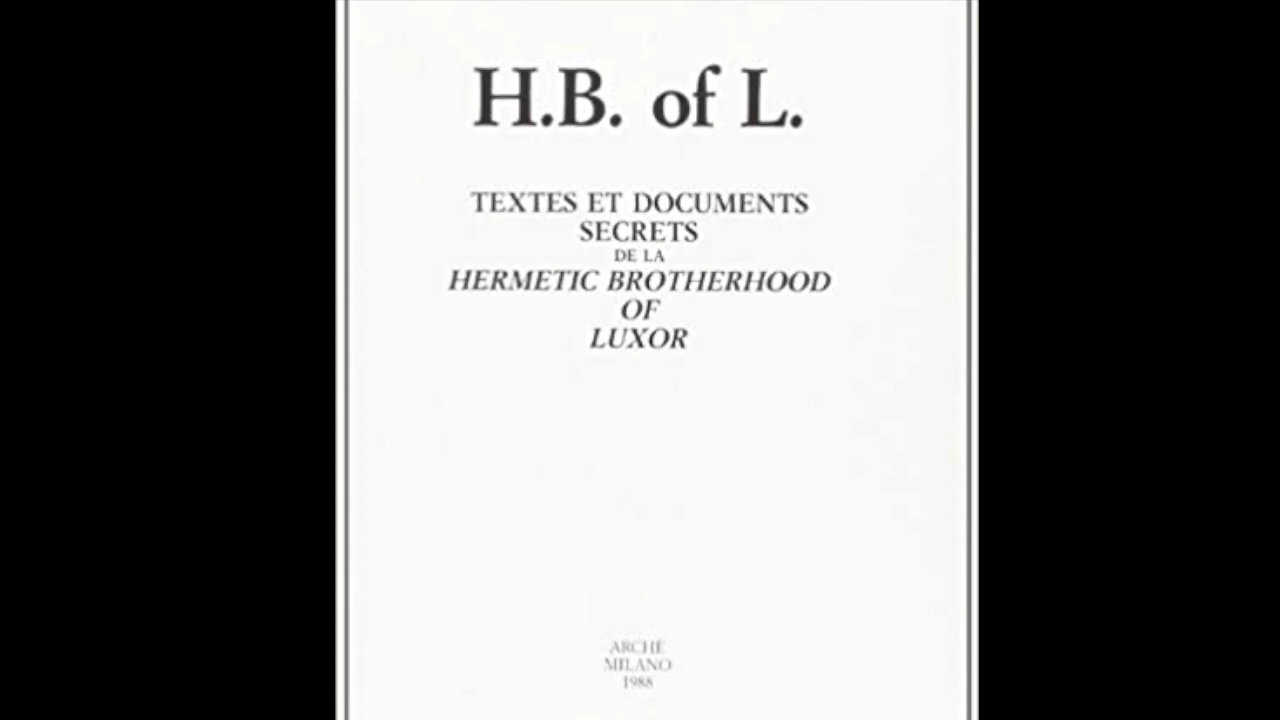 H.B. of L.
TEXTES ET DOCUMENTS
SECRETS
DE LA
HERMETIC BROTHERHOOD
OF
LUXOR
ARCHÉ
MILANO
1988